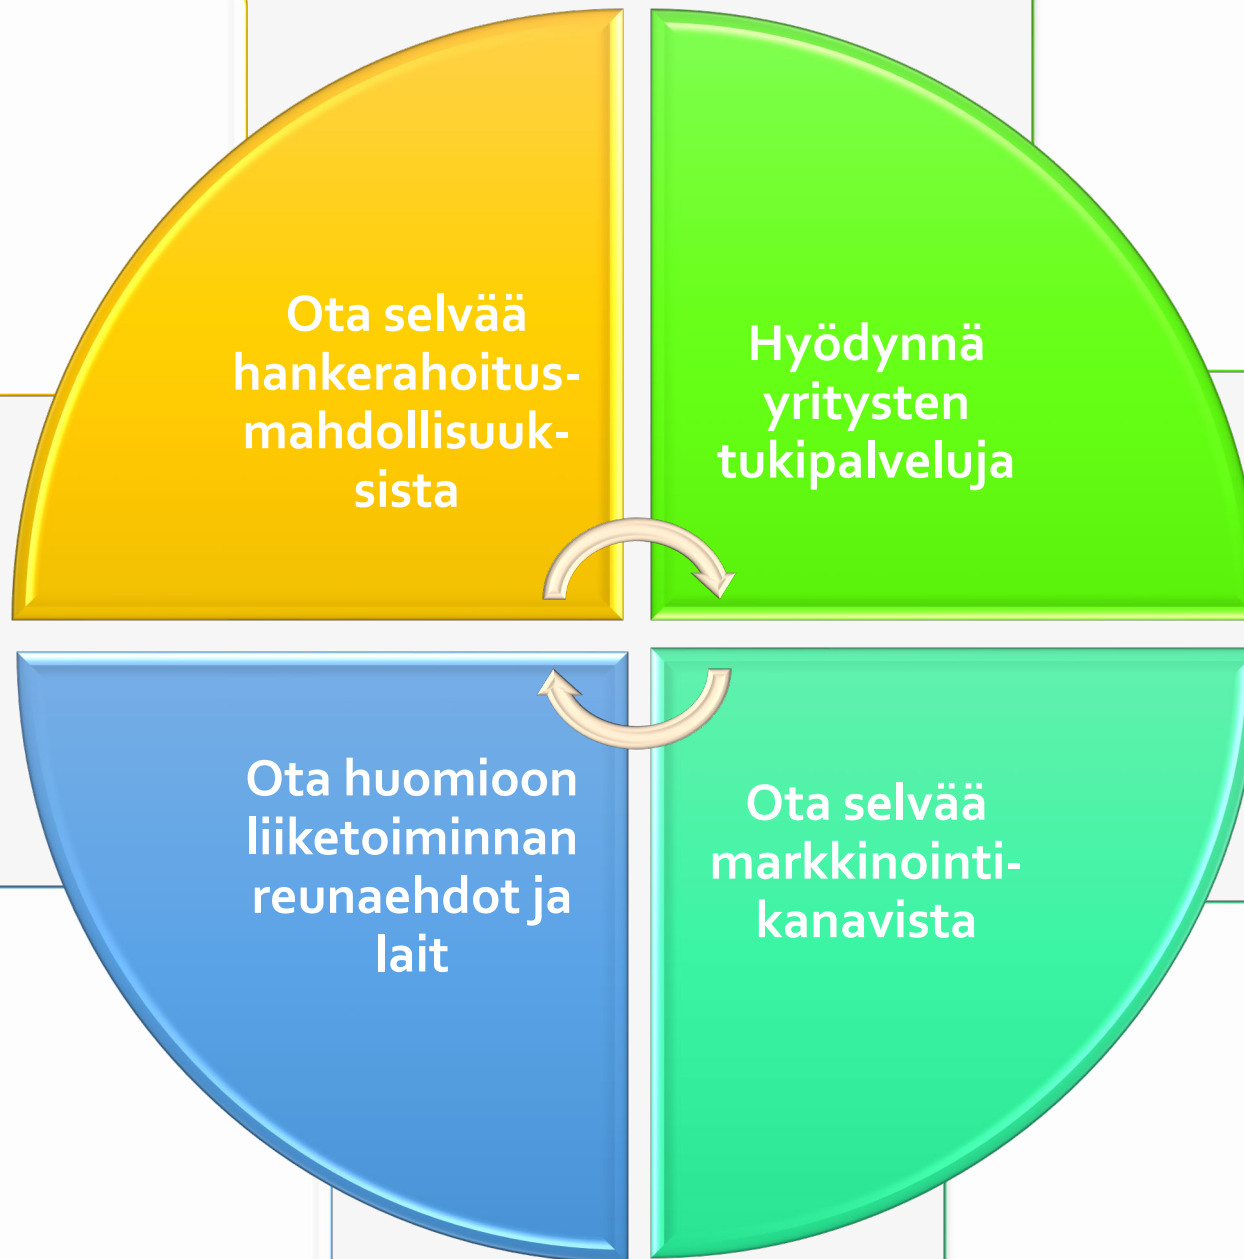 Ota selvää
hankerahoitus-
mahdollisuuk-
sista
Hyödynnä
yritysten
tukipalveluja
Ota huomioon
liiketoiminnan
reunaehdot ja
lait
Ota selvää
markkinointi-
kanavista